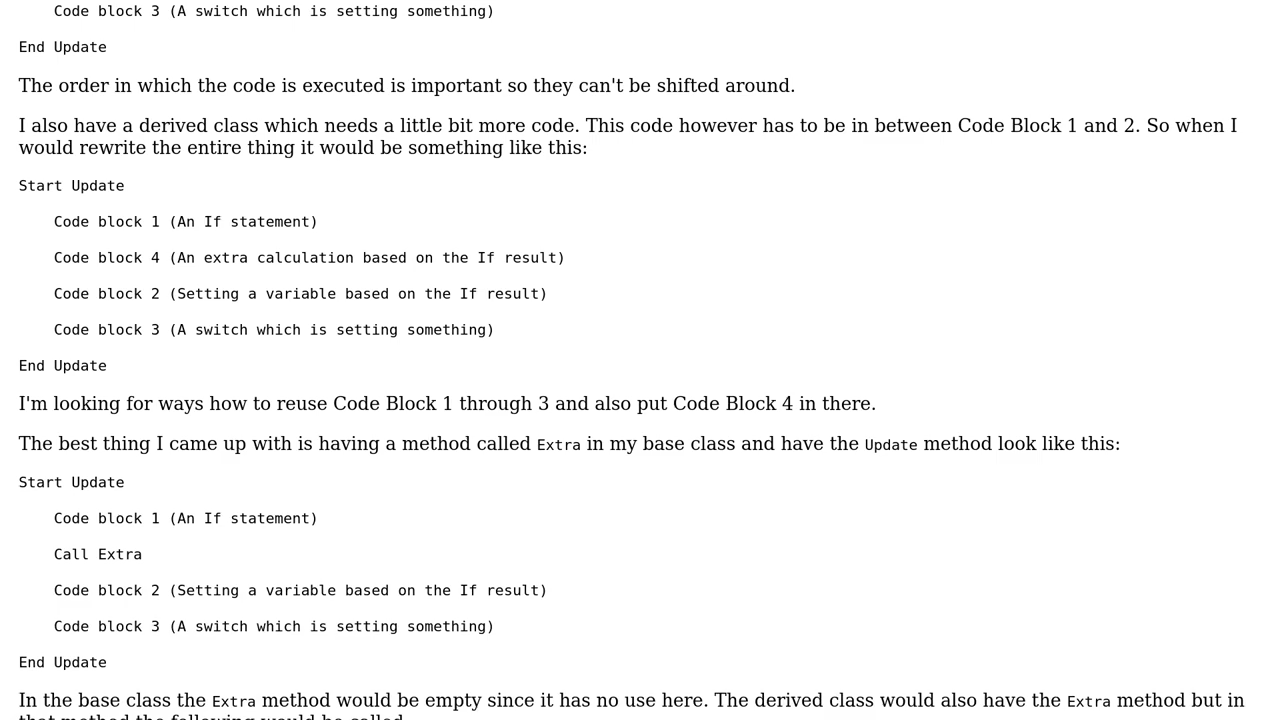 Code block 3 (A switch which is setting something)
End Update
The order in which the code is executed is important so they can't be shifted around.
I also have a derived class which needs a little bit more code. This code however has to be in between Code Block 1 and 2. So when I
would rewrite the entire thing it would be something like this:
Start Update
Code block 1 (An If statement)
Code block 4 (An extra calculation based on the If result)
Code block 2 (Setting a variable based on the If result)
Code block 3 (A switch which is setting something)
End Update
I'm looking for ways how to reuse Code Block 1 through 3 and also put Code Block 4 in there.
The best thing I came up with is having a method called Extra in my base class and have the Update method look like this:
Start Update
Code block 1 (An If statement)
Call Extra
Code block 2 (Setting a variable based on the If result)
Code block 3 (A switch which is setting something)
End Update
In the base class the Extra method would be empty since it has no use here. The derived class would also have the Extra method but in
that method the following would be called